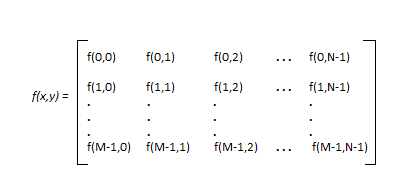 f(0,0) f(0,1) f(0,2) ... f(0,N-1)
f(x,y) = f(1,0) f(1,1) f(1,2) ... f(1,N-1)
. . .
. . .
. . .
f(M-1,0) f(M-1,1) f(M-1,2) ... f(M-1,N-1)